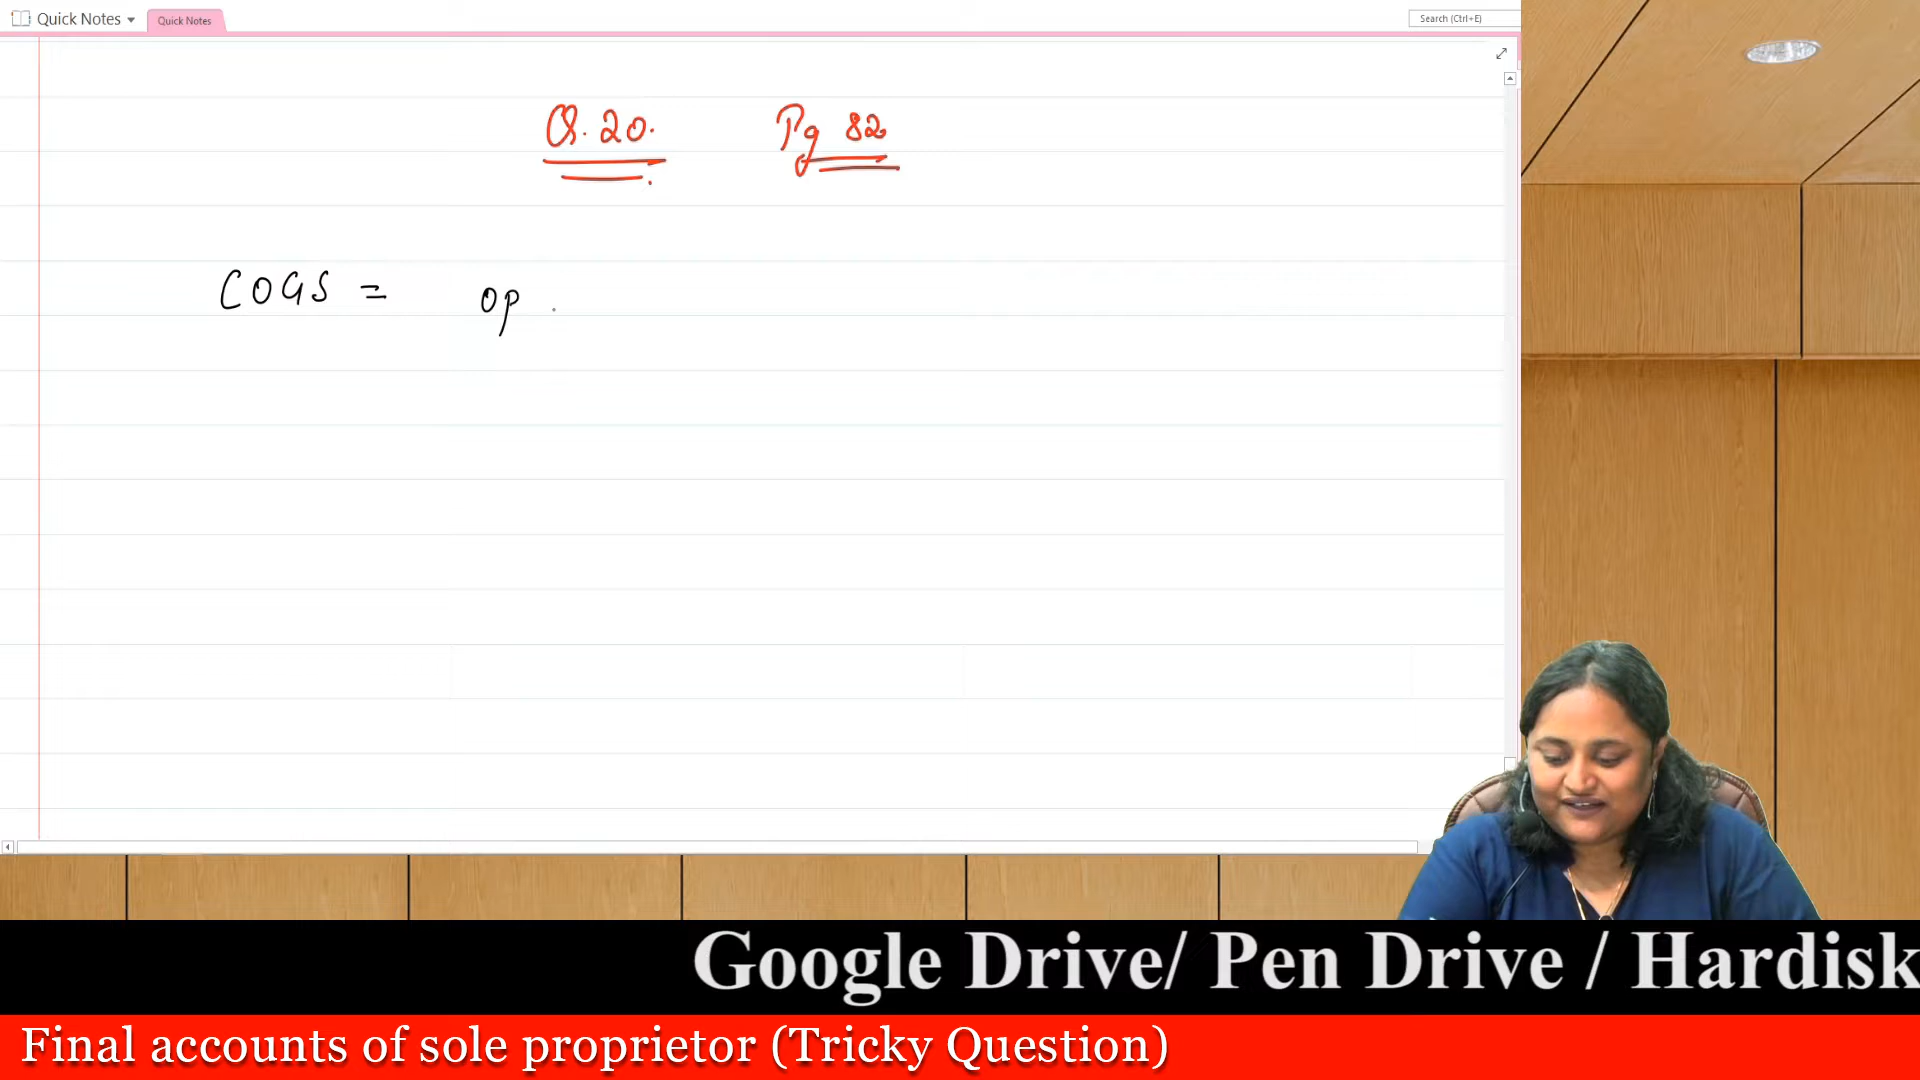 Quick Notes
Quick Notes
Search (Ctrl+E)
Q. 20. Pg 82
COGS = op
Google Drive/ Pen Drive / Hardisk
Final accounts of sole proprietor (Tricky Question)